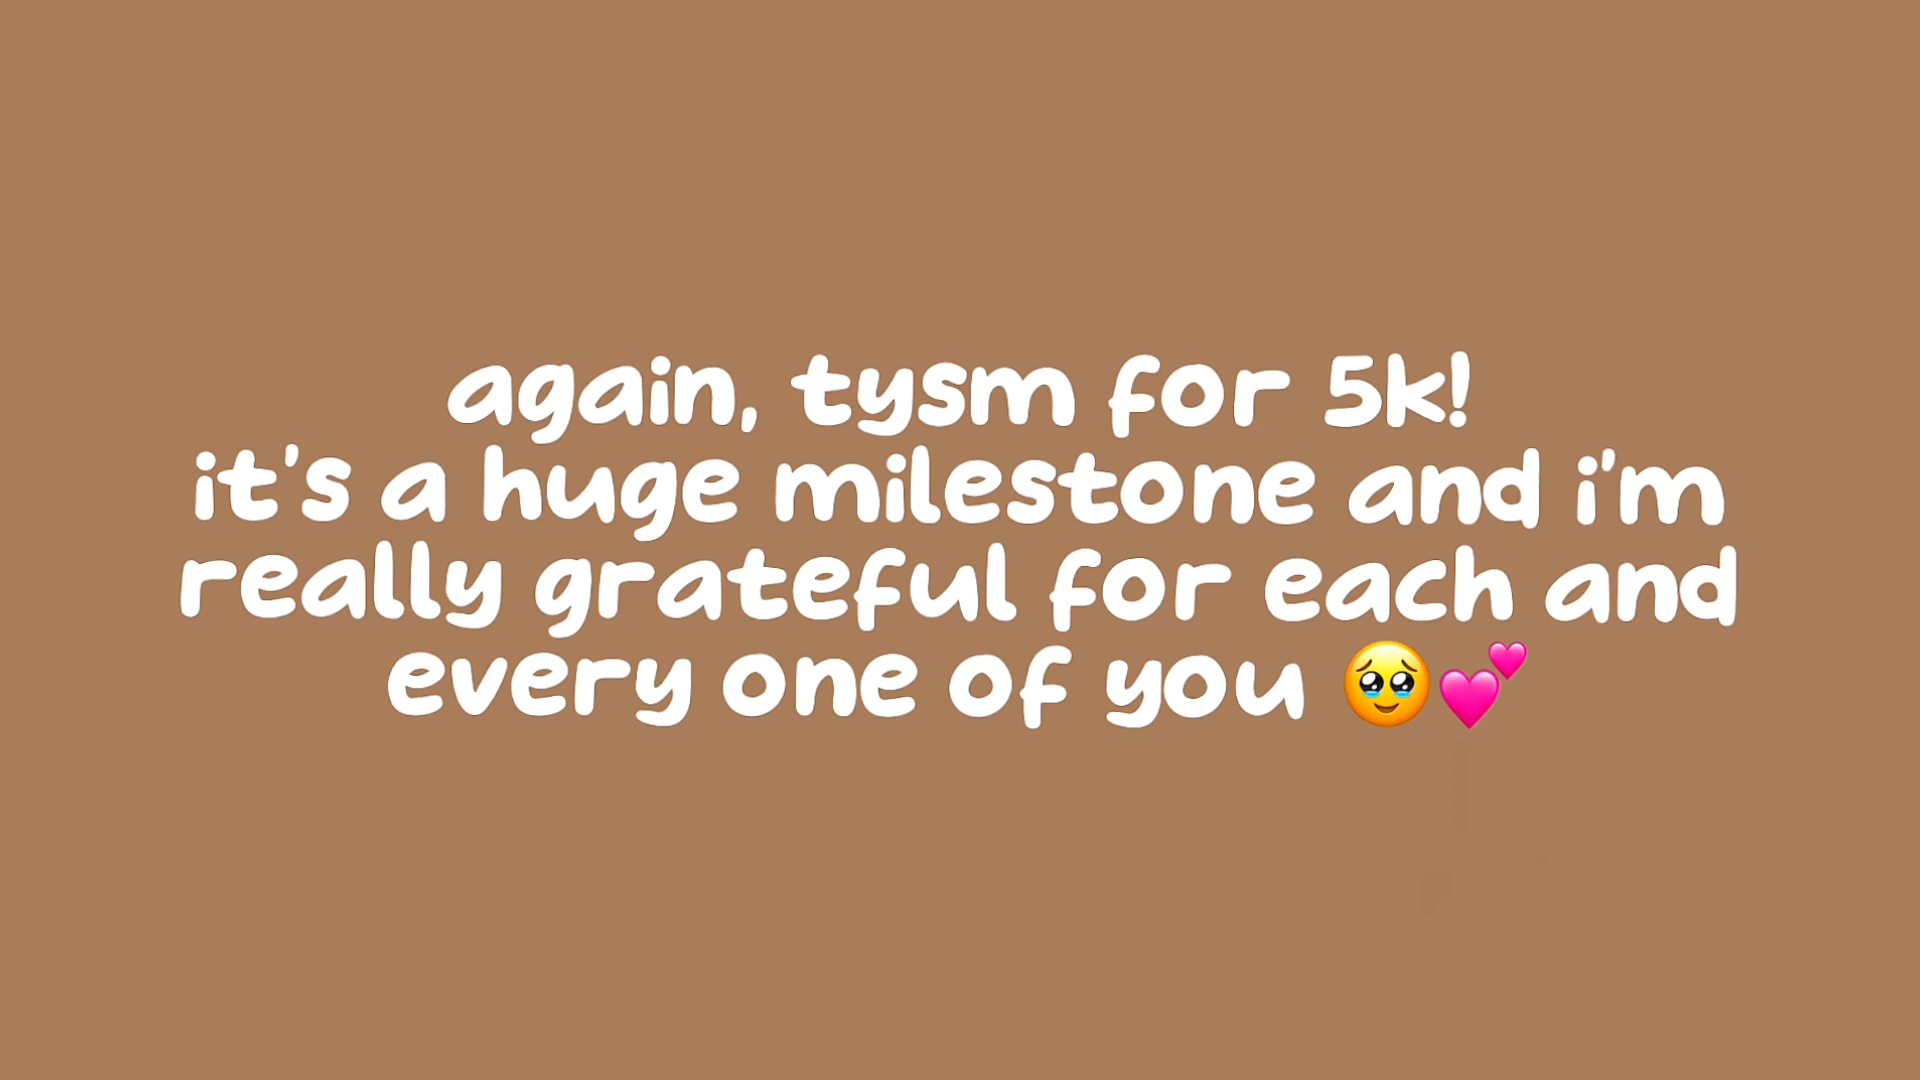 again, tysm for 5k!
it's a huge milestone and i'm
really grateful for each and
every one of you 🥹💕